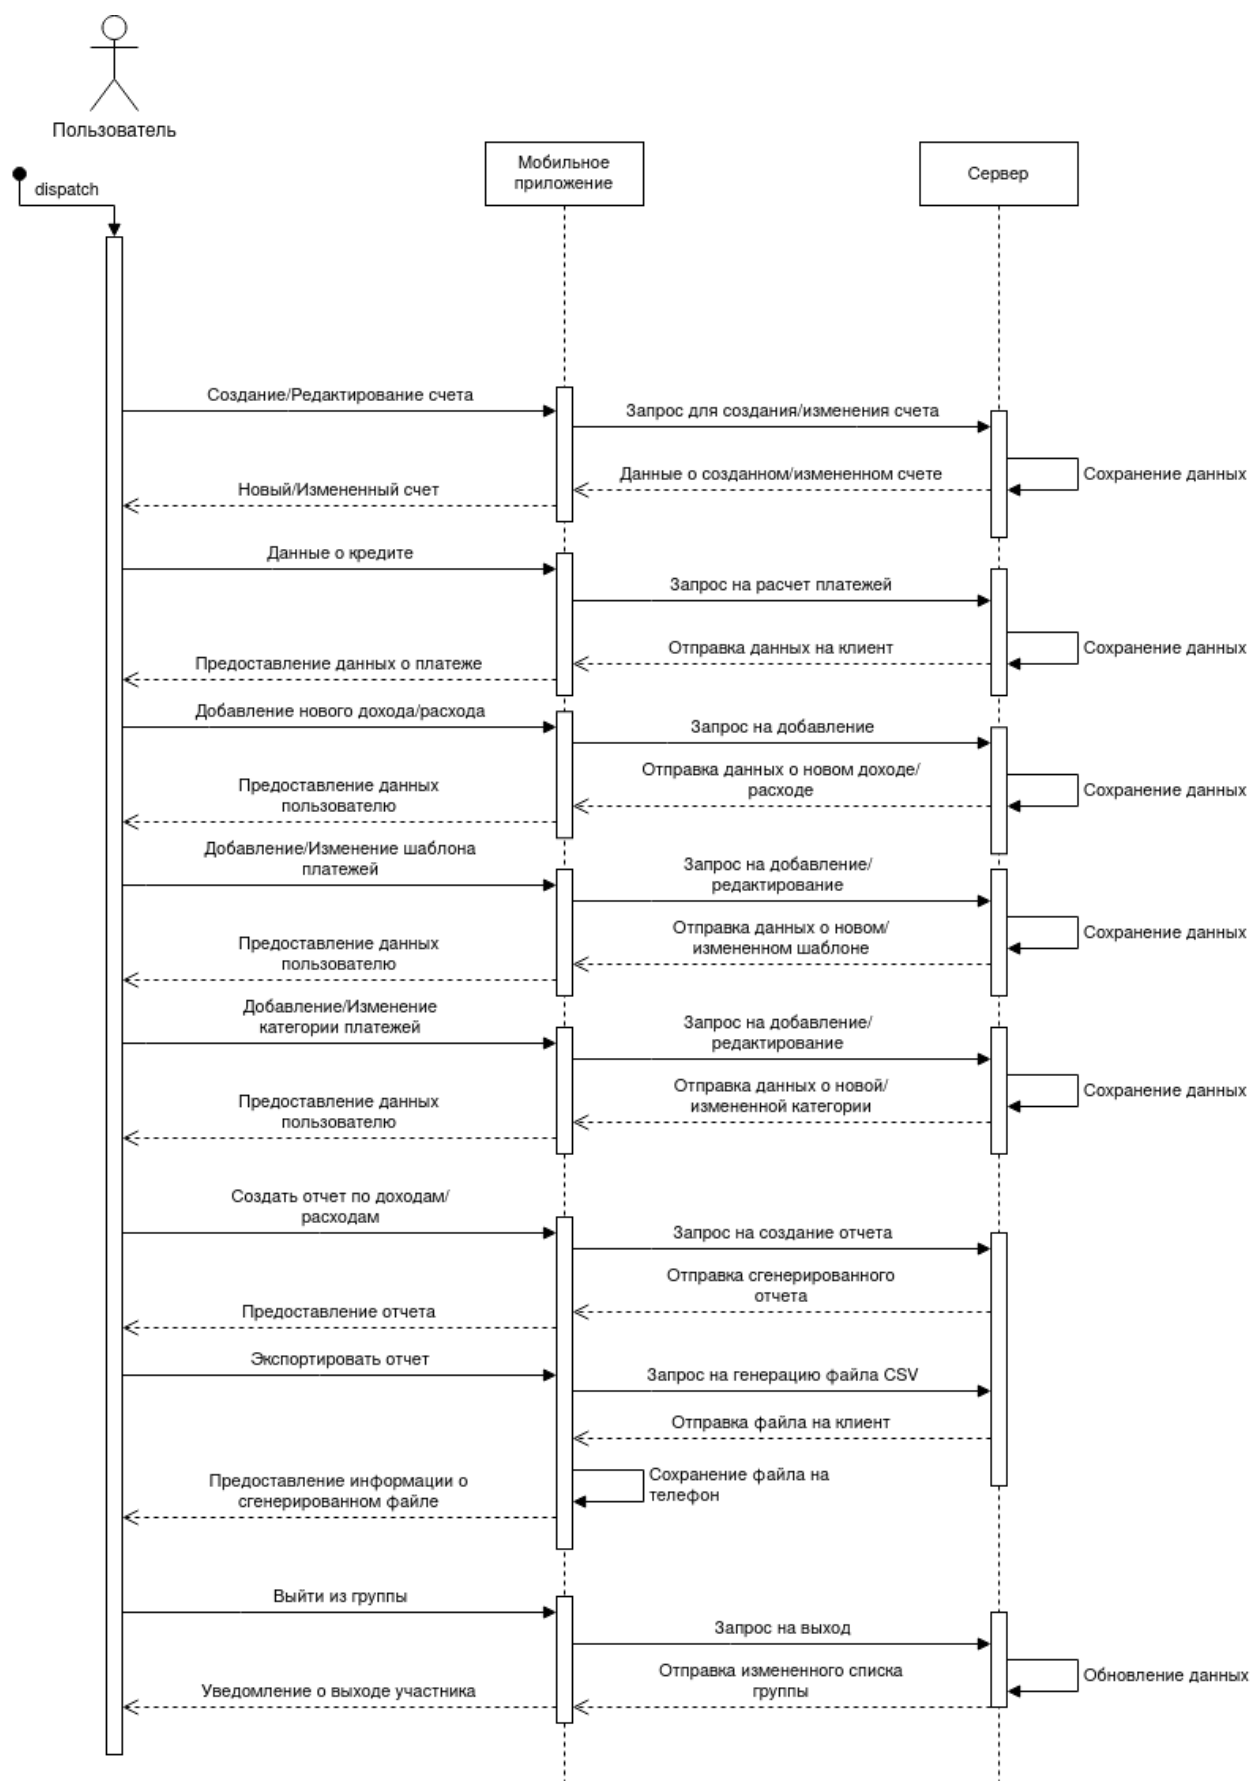 Пользователь
dispatch
Мобильное
приложение
Сервер
Создание/Редактирование счета
Запрос для создания/изменения счета
Данные о созданном/измененном счете
Сохранение данных
Новый/Измененный счет
Данные о кредите
Запрос на расчет платежей
Отправка данных на клиент
Сохранение данных
Предоставление данных о платеже
Добавление нового дохода/расхода
Запрос на добавление
Отправка данных о новом доходе/
расходе
Сохранение данных
Предоставление данных
пользователю
Добавление/Изменение шаблона
платежей
Запрос на добавление/
редактирование
Отправка данных о новом/
измененном шаблоне
Сохранение данных
Предоставление данных
пользователю
Добавление/Изменение
категории платежей
Запрос на добавление/
редактирование
Отправка данных о новой/
измененной категории
Сохранение данных
Предоставление данных
пользователю
Создать отчет по доходам/
расходам
Запрос на создание отчета
Отправка сгенерированного
отчета
Предоставление отчета
Экспортировать отчет
Запрос на генерацию файла CSV
Отправка файла на клиент
Сохранение файла на
телефон
Предоставление информации о
сгенерированном файле
Выйти из группы
Запрос на выход
Отправка измененного списка
группы
Обновление данных
Уведомление о выходе участника